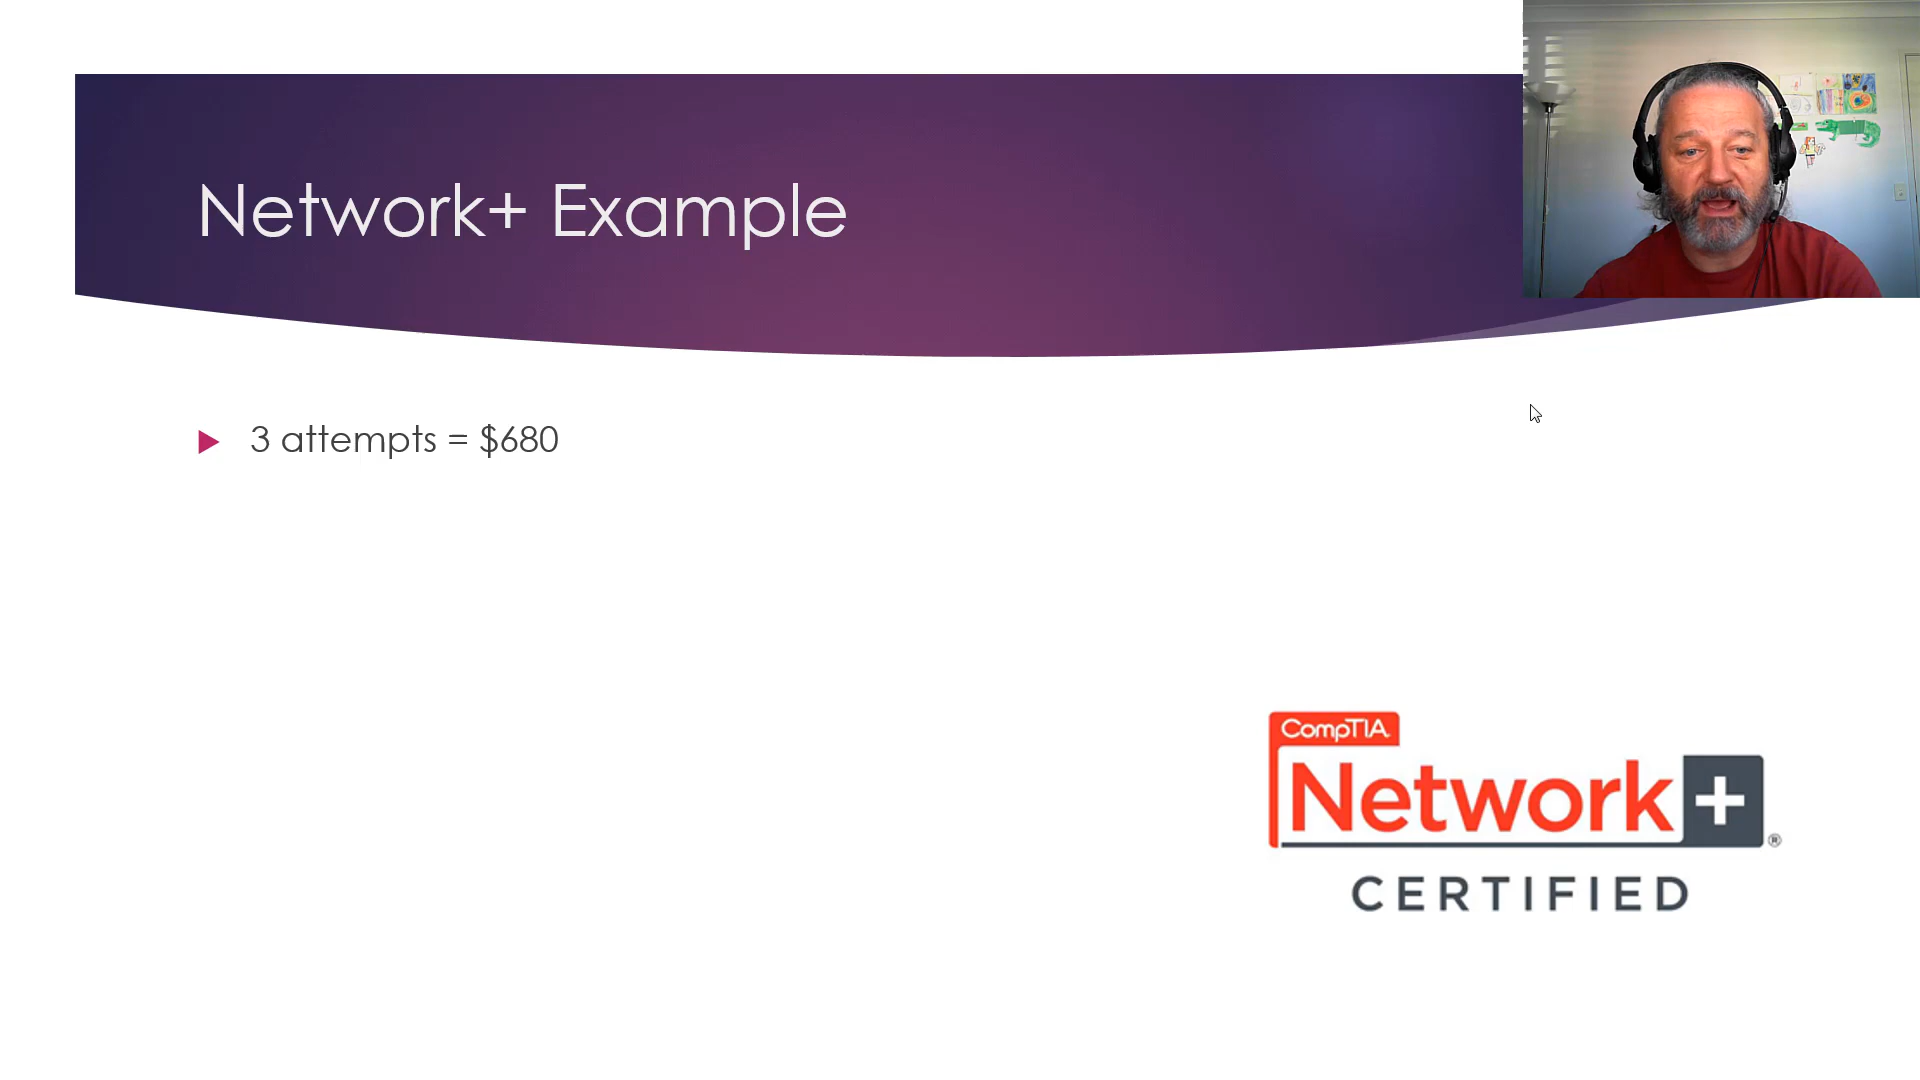 Network+ Example
3 attempts = $680
CompTIA
Network+
®
CERTIFIED